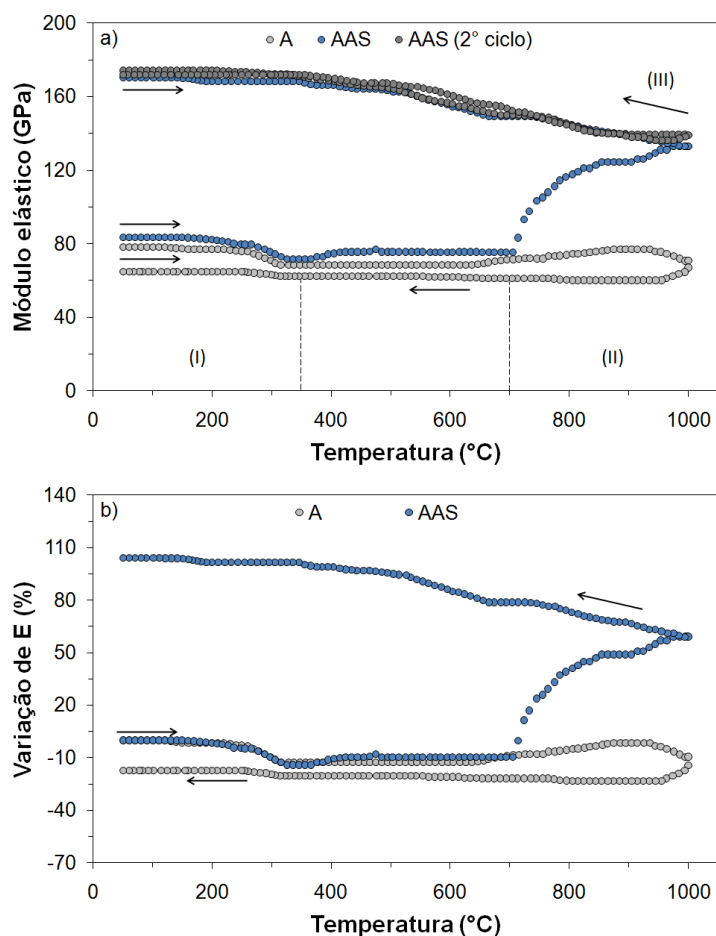 a)
A AAS AAS (2° ciclo)
200
160
120
80
40
0
Módulo elástico (GPa)
(III)
(I)
(II)
0 200 400 600 800 1000
Temperatura (°C)
b)
A AAS
140
110
80
50
20
-10
-40
-70
Variação de E (%)
0 200 400 600 800 1000
Temperatura (°C)